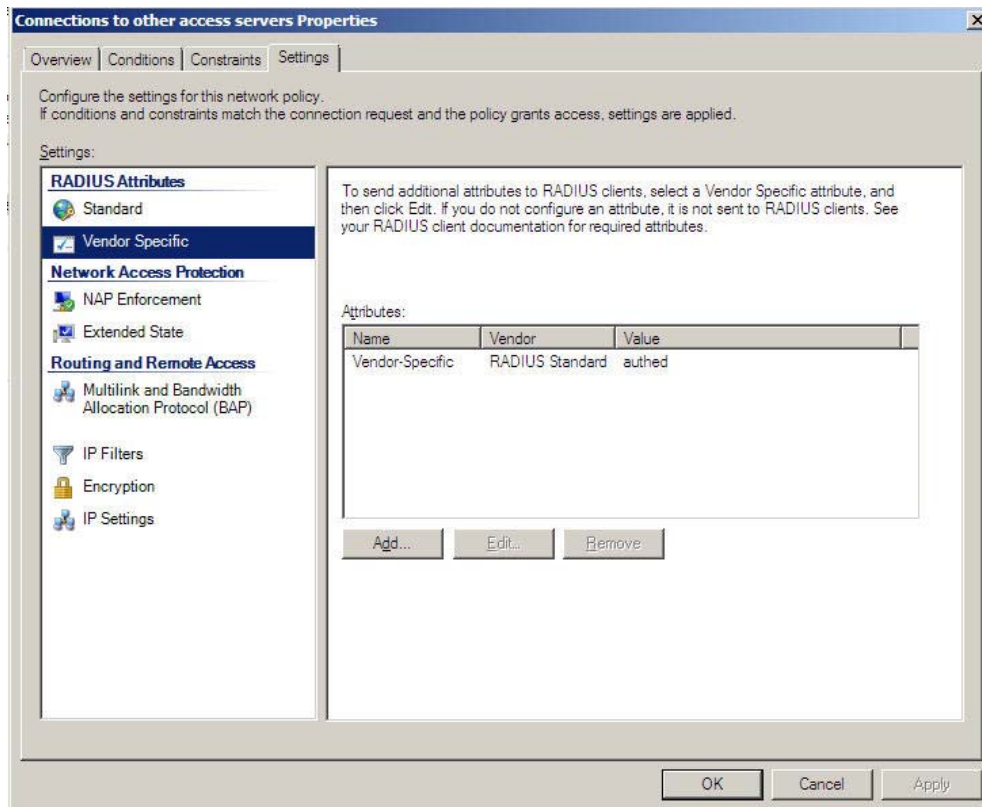 Connections to other access servers Properties
Overview
Conditions
Constraints
Settings
Configure the settings for this network policy.
If conditions and constraints match the connection request and the policy grants access, settings are applied.
Settings:
RADIUS Attributes
Standard
Vendor Specific
Network Access Protection
NAP Enforcement
Extended State
Routing and Remote Access
Multilink and Bandwidth
Allocation Protocol (BAP)
IP Filters
Encryption
IP Settings
To send additional attributes to RADIUS clients, select a Vendor Specific attribute, and
then click Edit. If you do not configure an attribute, it is not sent to RADIUS clients. See
your RADIUS client documentation for required attributes.
Attributes:
Name Vendor Value
Vendor-Specific RADIUS Standard authed
Add... Edit... Remove
OK Cancel Apply